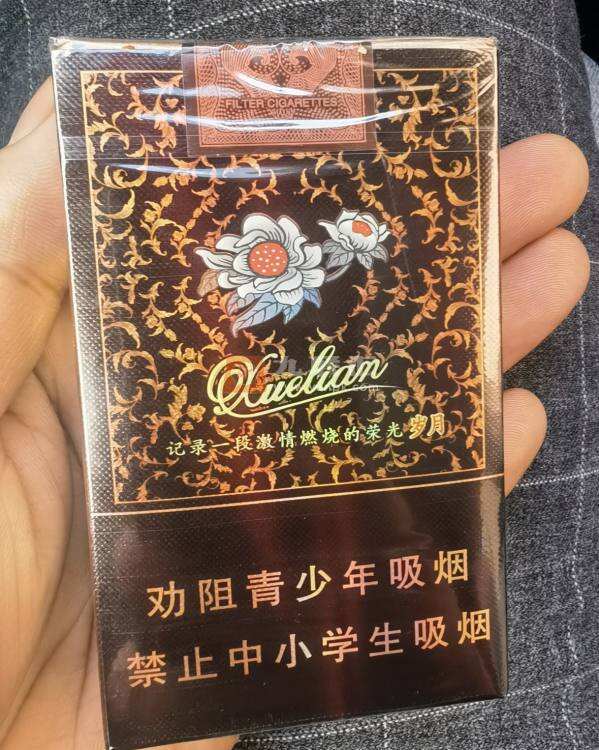 FILTER CIGARETTES
Xuelian
记录一段激情燃烧的荣光岁月
劝阻青少年吸烟
禁止中小学生吸烟